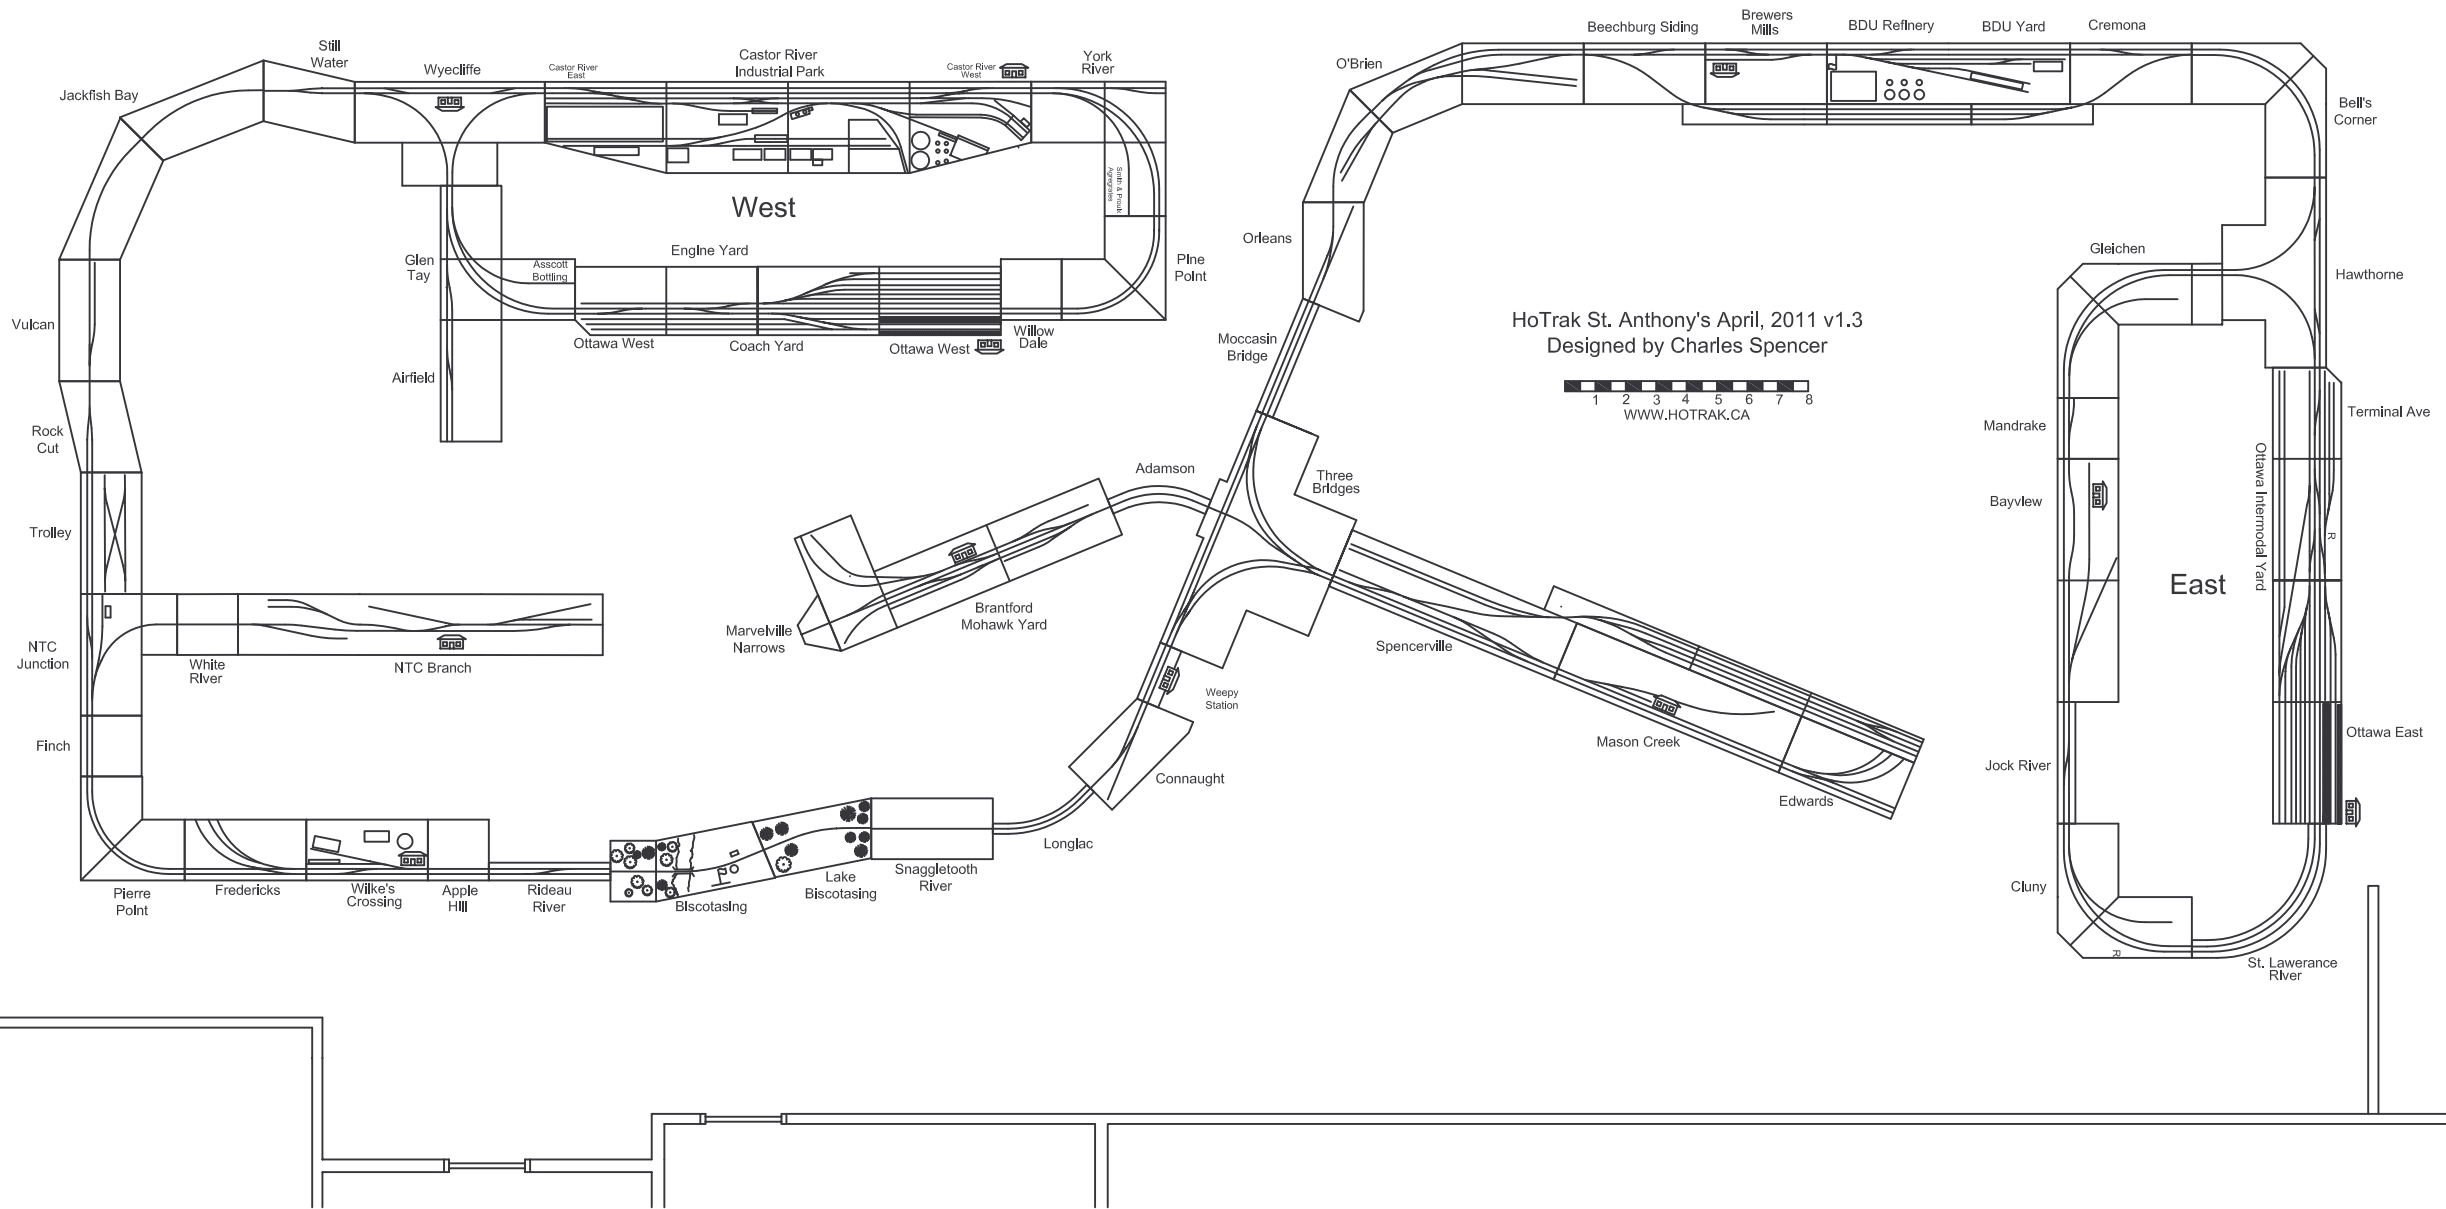 Still
Water
Wyecliffe
Castor River
East
Castor River
Industrial Park
Castor River
West
York
River
Jackfish Bay
Smith & Proulx
Agregrates
West
Engine Yard
Glen
Tay
Asscott
Bottling
Pine
Point
Vulcan
Ottawa West
Coach Yard
Ottawa West
Willow
Dale
Airfield
Rock
Cut
Trolley
NTC
Junction
White
River
NTC Branch
Finch
Pierre
Point
Fredericks
Wilke's
Crossing
Apple
Hill
Rideau
River
Biscotasing
Lake
Biscotasing
Snaggletooth
River
Longlac
Connaught
Weepy
Station
Marvelville
Narrows
Brantford
Mohawk Yard
Adamson
Three
Bridges
Spencerville
Mason Creek
Edwards
Moccasin
Bridge
Orleans
O'Brien
Beechburg Siding
Brewers
Mills
BDU Refinery
BDU Yard
Cremona
Bell's
Corner
Gleichen
Hawthorne
HoTrak St. Anthony's April, 2011 v1.3
Designed by Charles Spencer
1 2 3 4 5 6 7 8
WWW.HOTRAK.CA
Mandrake
Terminal Ave
Bayview
Ottawa Intermodal Yard
R
East
Jock River
Ottawa East
Cluny
R
St. Lawerance
River